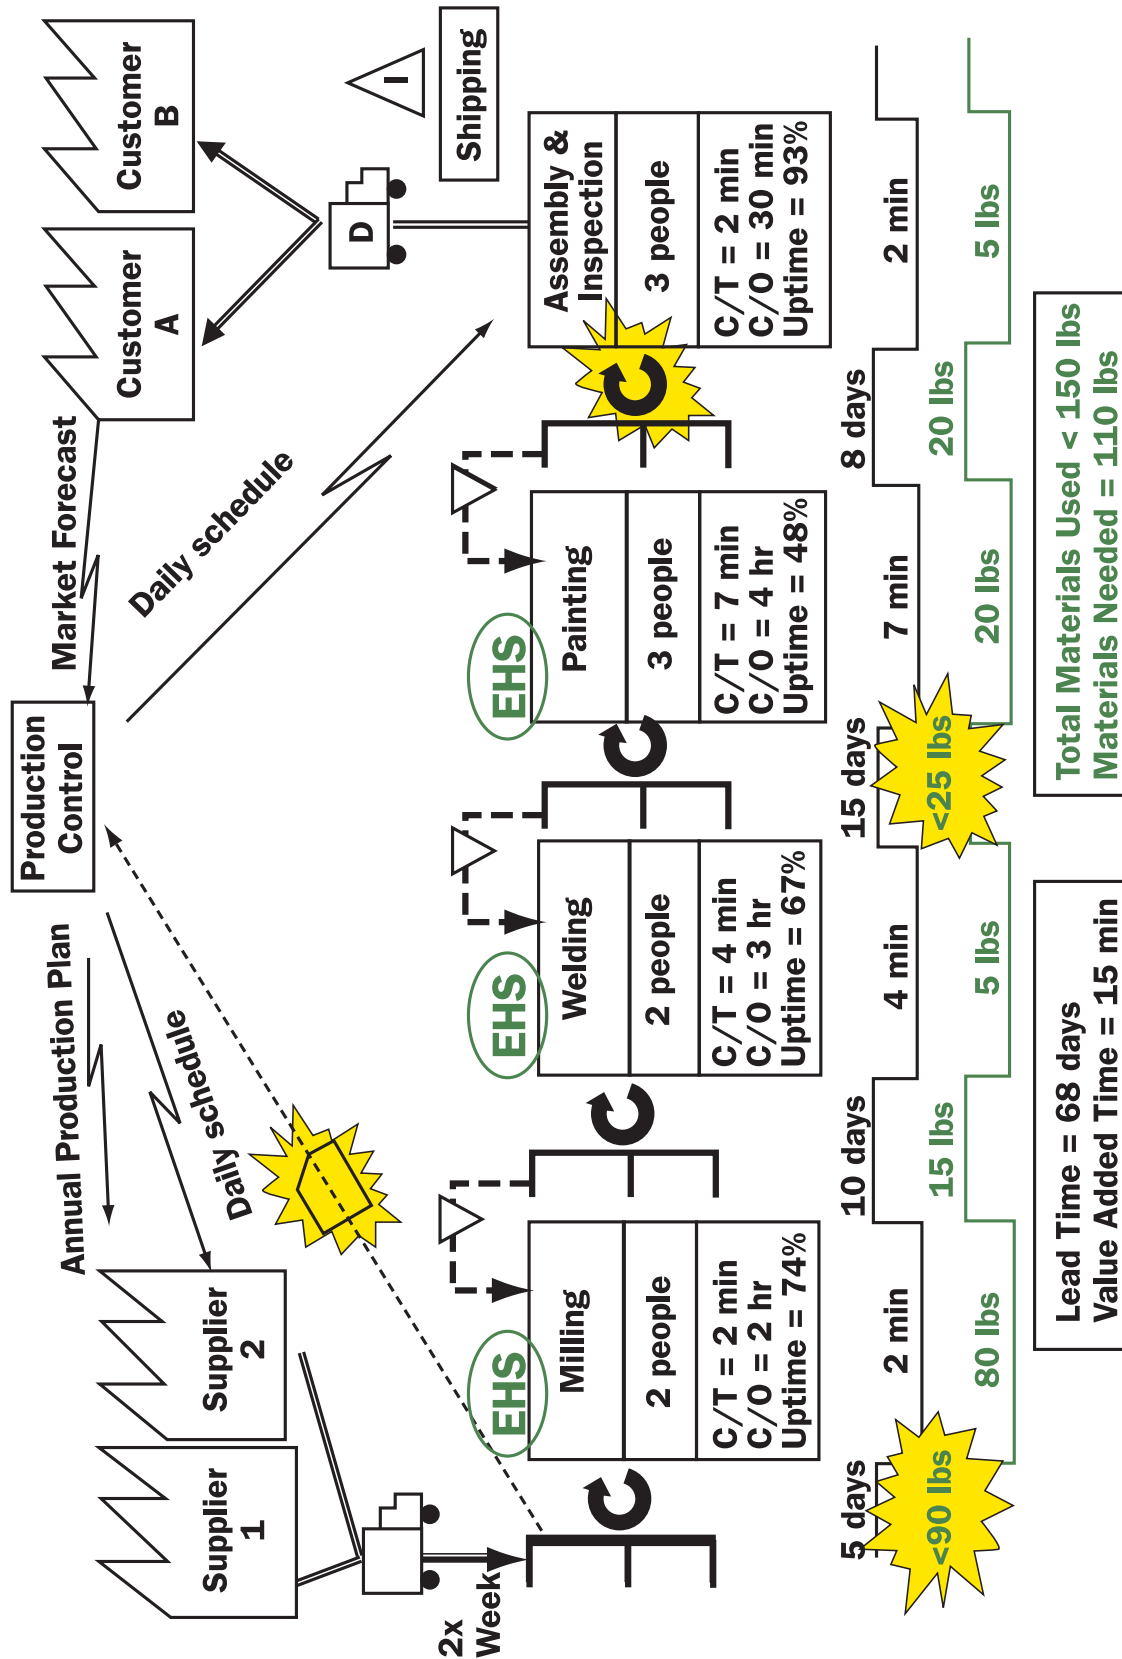 Supplier
1
Supplier
2
Annual Production Plan
Daily schedule
Production
Control
Market Forecast
Daily schedule
Customer
A
Customer
B
2x
Week
D
I
Shipping
EHS
Milling
2 people
C/T = 2 min
C/O = 2 hr
Uptime = 74%
EHS
Welding
2 people
C/T = 4 min
C/O = 3 hr
Uptime = 67%
EHS
Painting
3 people
C/T = 7 min
C/O = 4 hr
Uptime = 48%
Assembly &
Inspection
3 people
C/T = 2 min
C/O = 30 min
Uptime = 93%
5 days
2 min
10 days
4 min
15 days
7 min
8 days
2 min
<90 lbs
80 lbs
15 lbs
5 lbs
<25 lbs
20 lbs
20 lbs
5 lbs
Lead Time = 68 days
Value Added Time = 15 min
Total Materials Used < 150 lbs
Materials Needed = 110 lbs